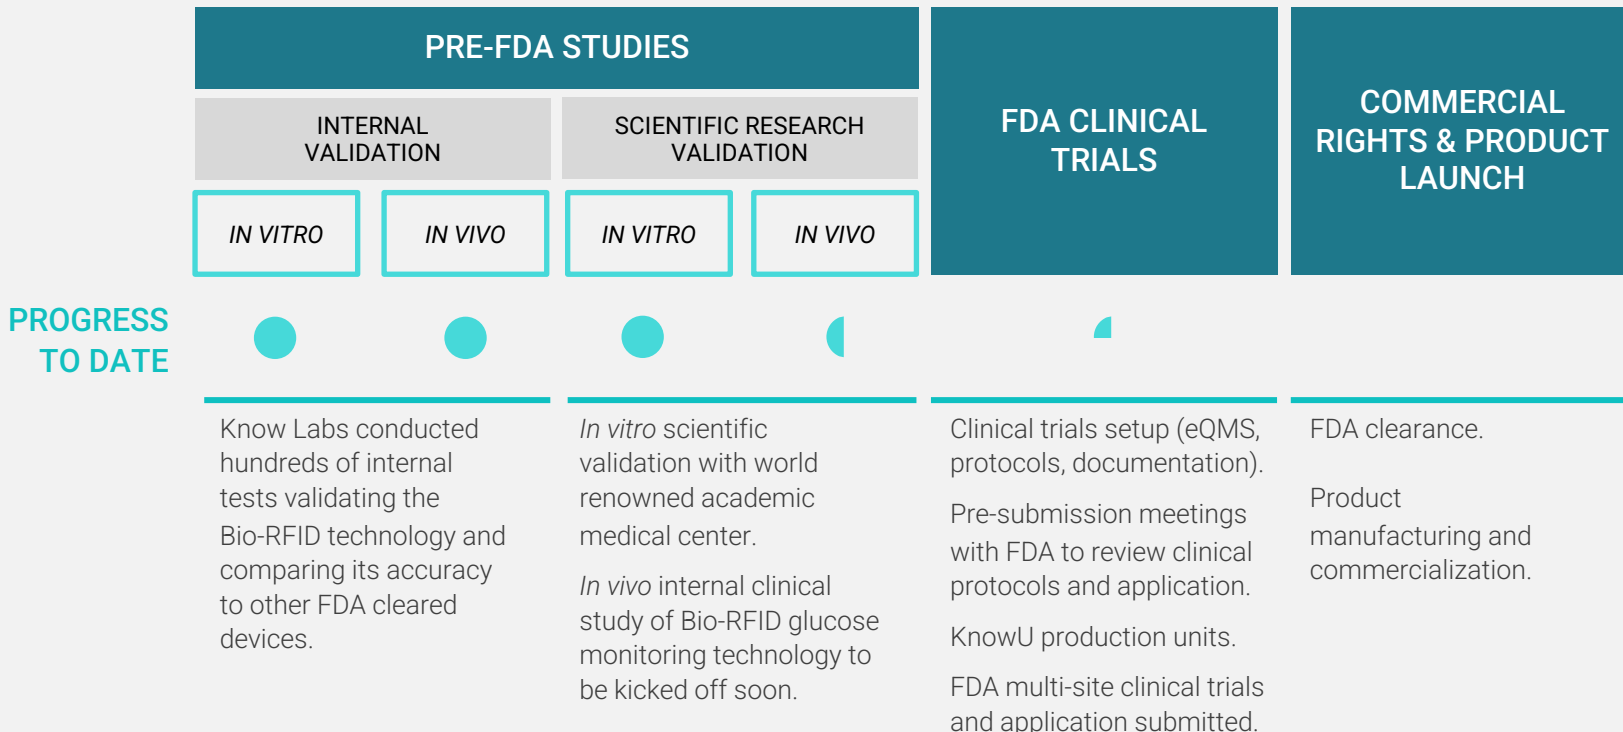 PRE-FDA STUDIES
INTERNAL
VALIDATION
SCIENTIFIC RESEARCH
VALIDATION
IN VITRO
IN VIVO
IN VITRO
IN VIVO
FDA CLINICAL
TRIALS
COMMERCIAL
RIGHTS & PRODUCT
LAUNCH
PROGRESS
TO DATE
Know Labs conducted
hundreds of internal
tests validating the
Bio-RFID technology and
comparing its accuracy
to other FDA cleared
devices.
In vitro scientific
validation with world
renowned academic
medical center.
In vivo internal clinical
study of Bio-RFID glucose
monitoring technology to
be kicked off soon.
Clinical trials setup (eQMS,
protocols, documentation).
Pre-submission meetings
with FDA to review clinical
protocols and application.
KnowU production units.
FDA multi-site clinical trials
and application submitted.
FDA clearance.
Product
manufacturing and
commercialization.